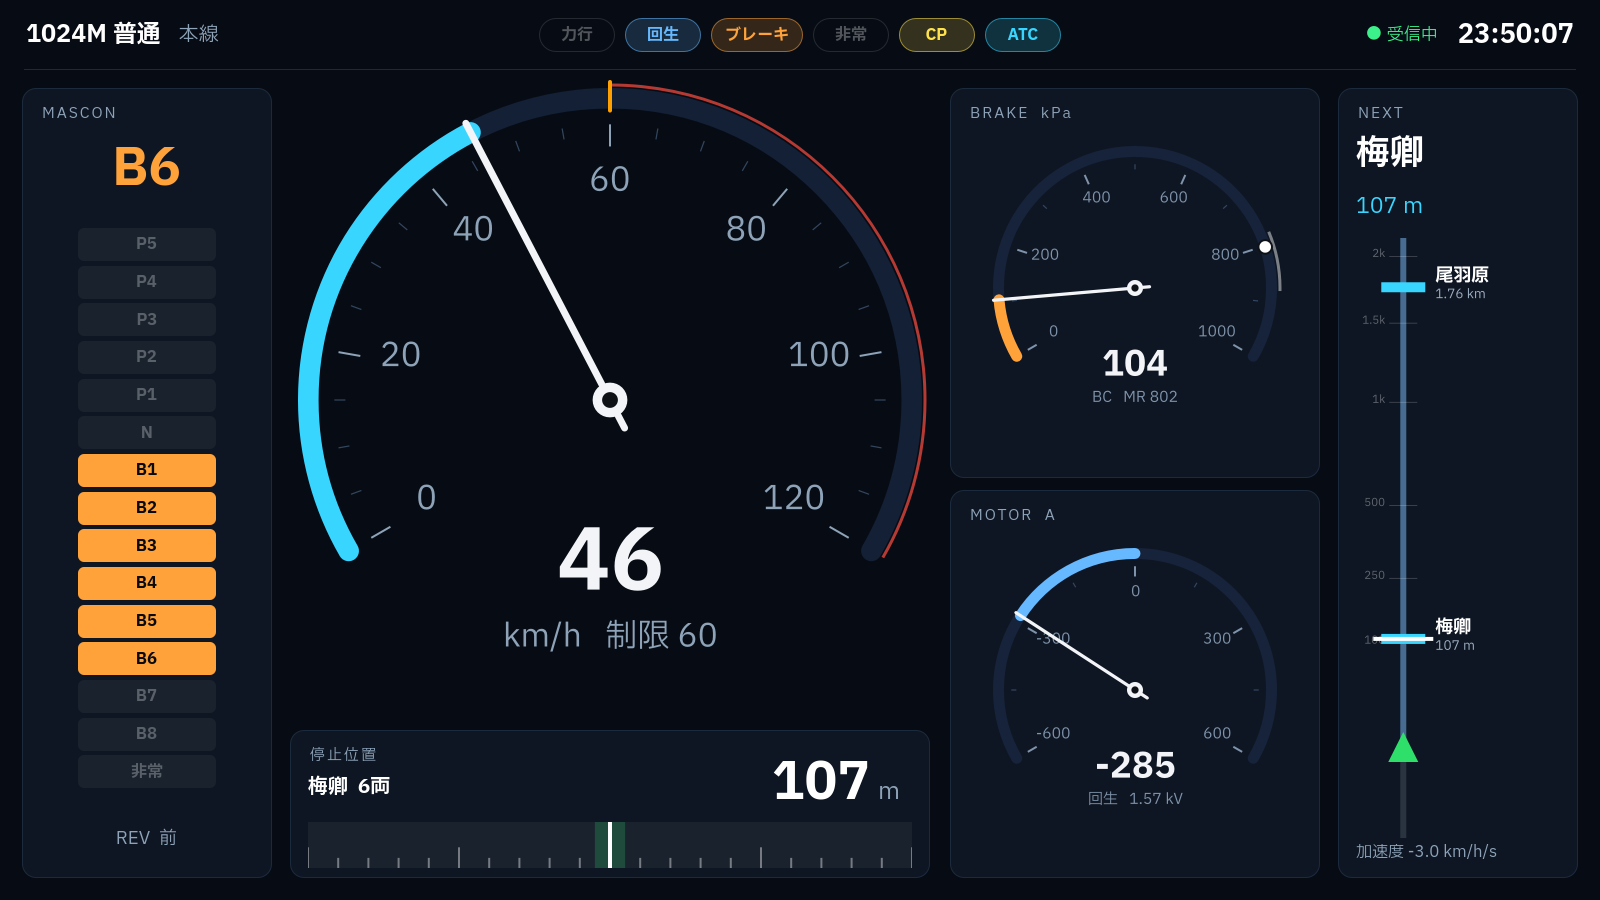 1024M 普通 本線
力行 回生 ブレーキ 非常 CP ATC
受信中 23:50:07
MASCON
B6
P5
P4
P3
P2
P1
N
B1
B2
B3
B4
B5
B6
B7
B8
非常
REV 前
0
20
40
60
80
100
120
46
km/h 制限 60
停止位置
梅郷 6両
107 m
BRAKE kPa
0
200
400
600
800
1000
104
BC MR 802
MOTOR A
-600
-300
0
300
600
-285
回生 1.57 kV
NEXT
梅郷
107 m
2k
尾羽原
1.76 km
1.5k
1k
500
250
梅郷
107 m
加速度 -3.0 km/h/s